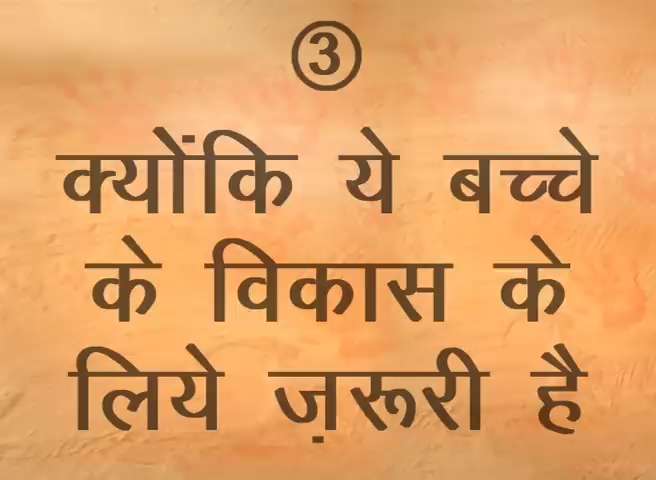 ③
क्योंकि ये बच्चे
के विकास के
लिये ज़रूरी है